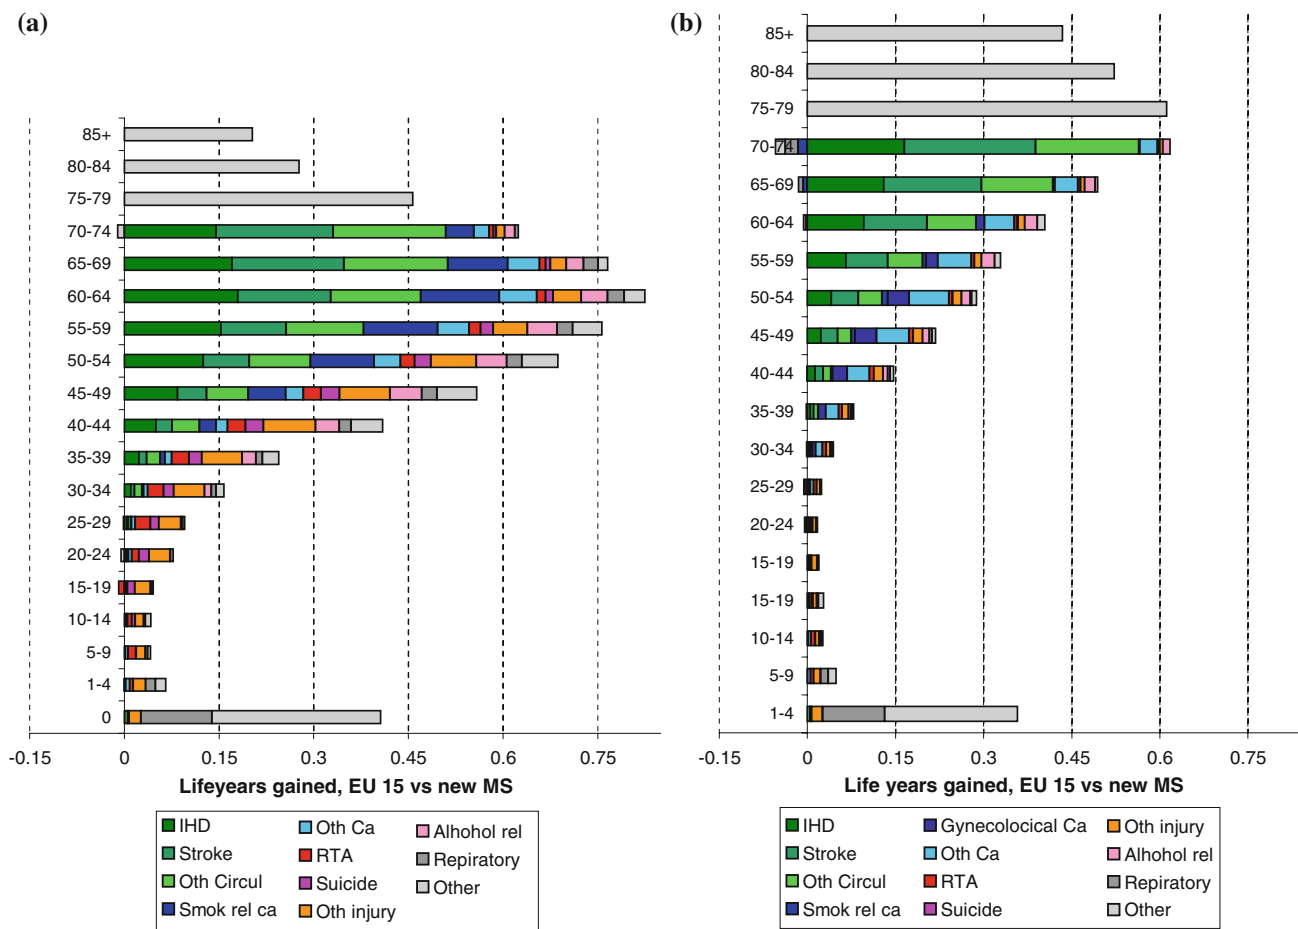 (a)
85+
80-84
75-79
70-74
65-69
60-64
55-59
50-54
45-49
40-44
35-39
30-34
25-29
20-24
15-19
10-14
5-9
1-4
0
-0.15 0 0.15 0.3 0.45 0.6 0.75
Lifeyears gained, EU 15 vs new MS
IHD Oth Ca Alhohol rel
Stroke RTA Repiratory
Oth Circul Suicide Other
Smok rel ca Oth injury
(b)
85+
80-84
75-79
70-74
65-69
60-64
55-59
50-54
45-49
40-44
35-39
30-34
25-29
20-24
15-19
15-19
10-14
5-9
1-4
-0.15 0 0.15 0.3 0.45 0.6 0.75
Life years gained, EU 15 vs new MS
IHD Gynecolocical Ca Oth injury
Stroke Oth Ca Alhohol rel
Oth Circul RTA Repiratory
Smok rel ca Suicide Other